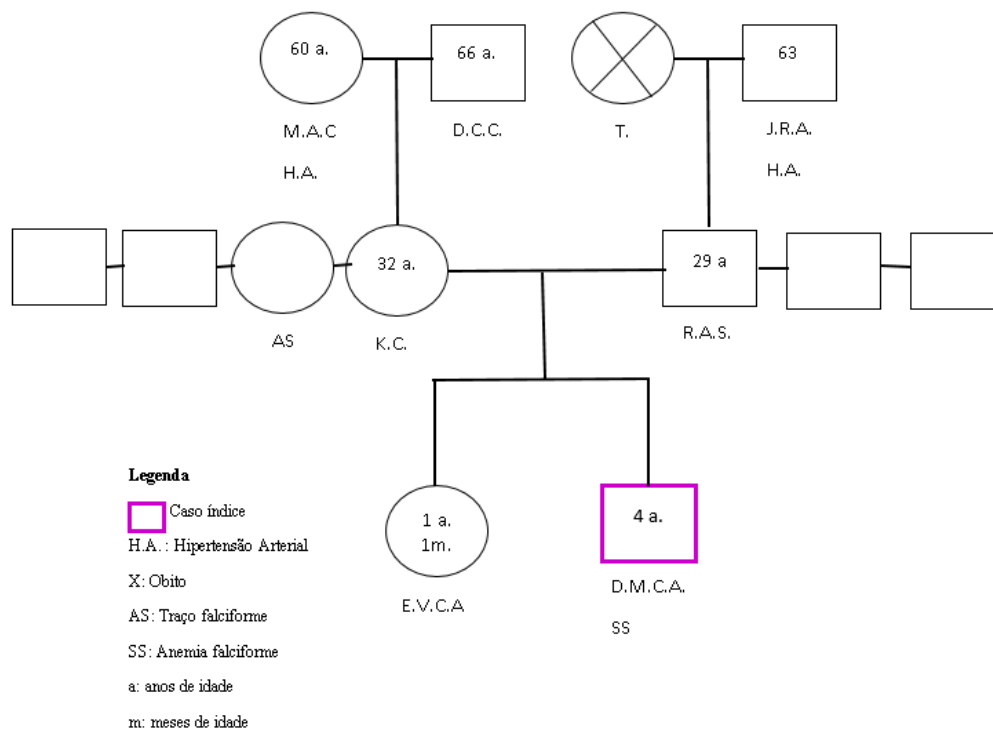 60 a.
66 a.
63
M.A.C
D.C.C.
T.
J.R.A.
H.A.
H.A.
32 a.
29 a
AS
K.C.
R.A.S.
Legenda
Caso índice
H.A. : Hipertensão Arterial
X: Obito
AS: Traço falciforme
SS: Anemia falciforme
a: anos de idade
m: meses de idade
1 a.
1m.
4 a.
E.V.C.A
D.M.C.A.
SS